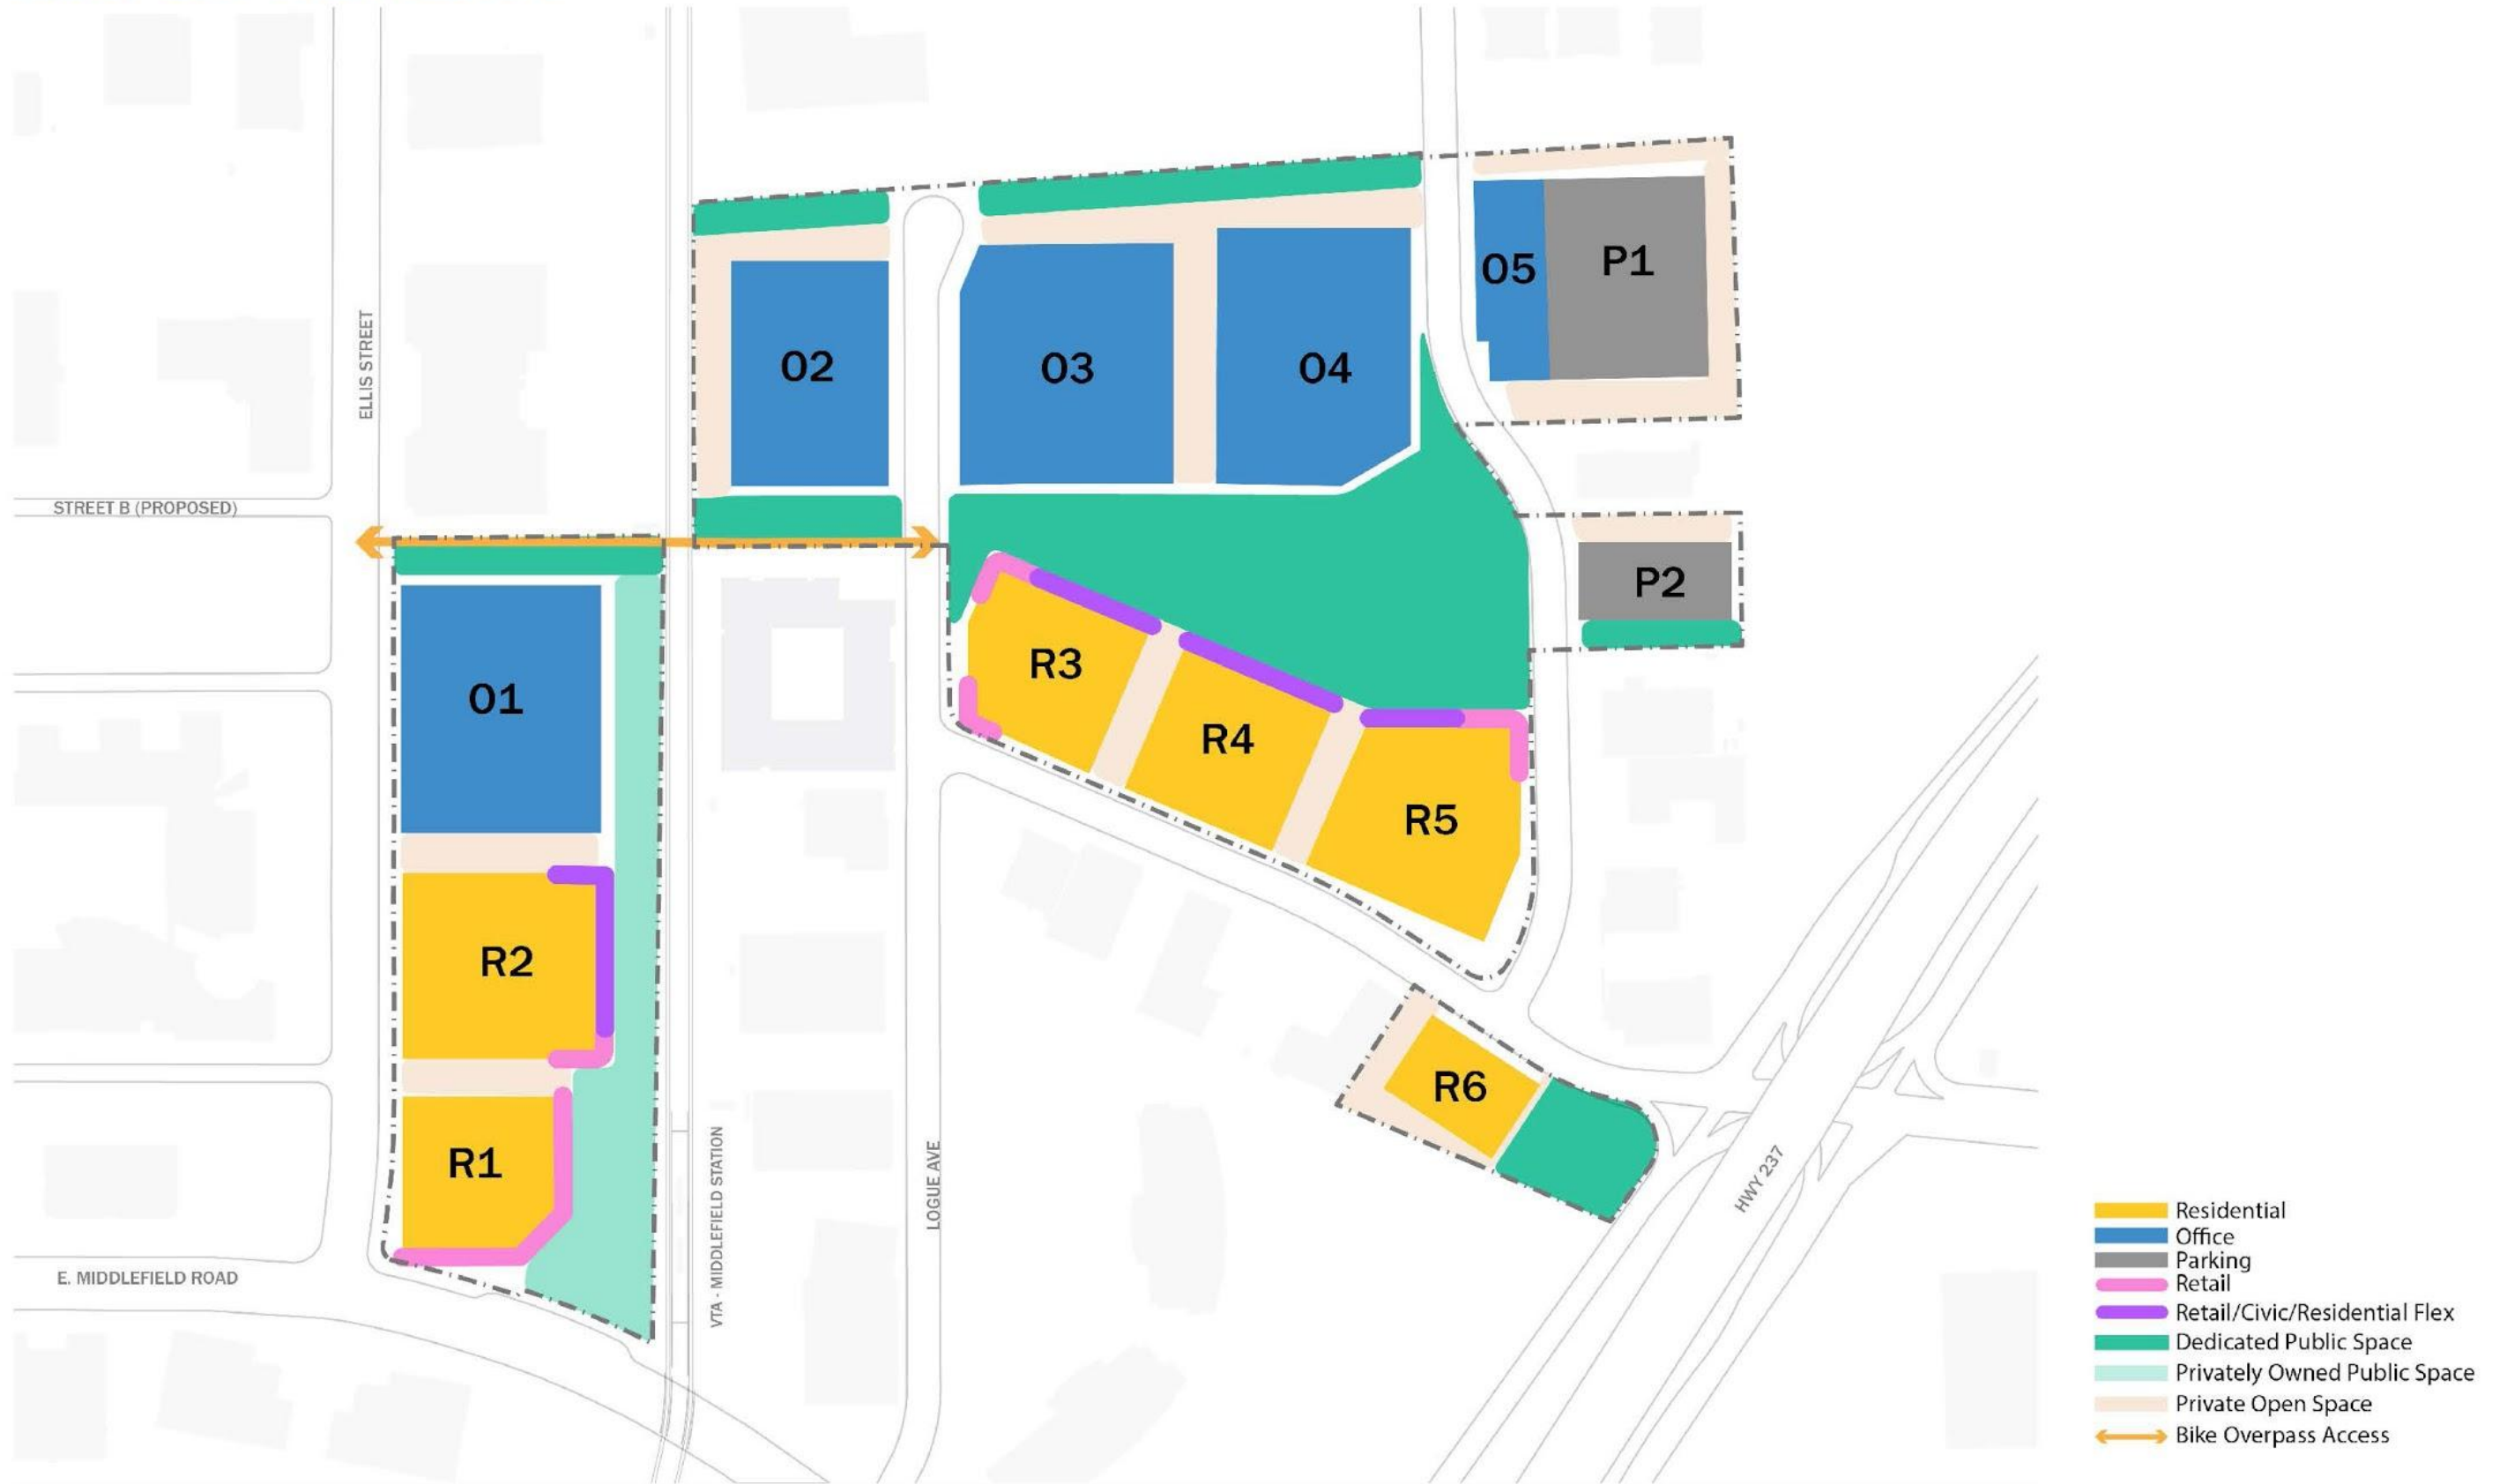 O5
P1
O2
O3
O4
ELLIS STREET
STREET B (PROPOSED)
P2
R3
O1
R4
R5
R2
R6
R1
VTA - MIDDLEFIELD STATION
LOGUE AVE
HWY 237
E. MIDDLEFIELD ROAD
Residential
Office
Parking
Retail
Retail/Civic/Residential Flex
Dedicated Public Space
Privately Owned Public Space
Private Open Space
Bike Overpass Access